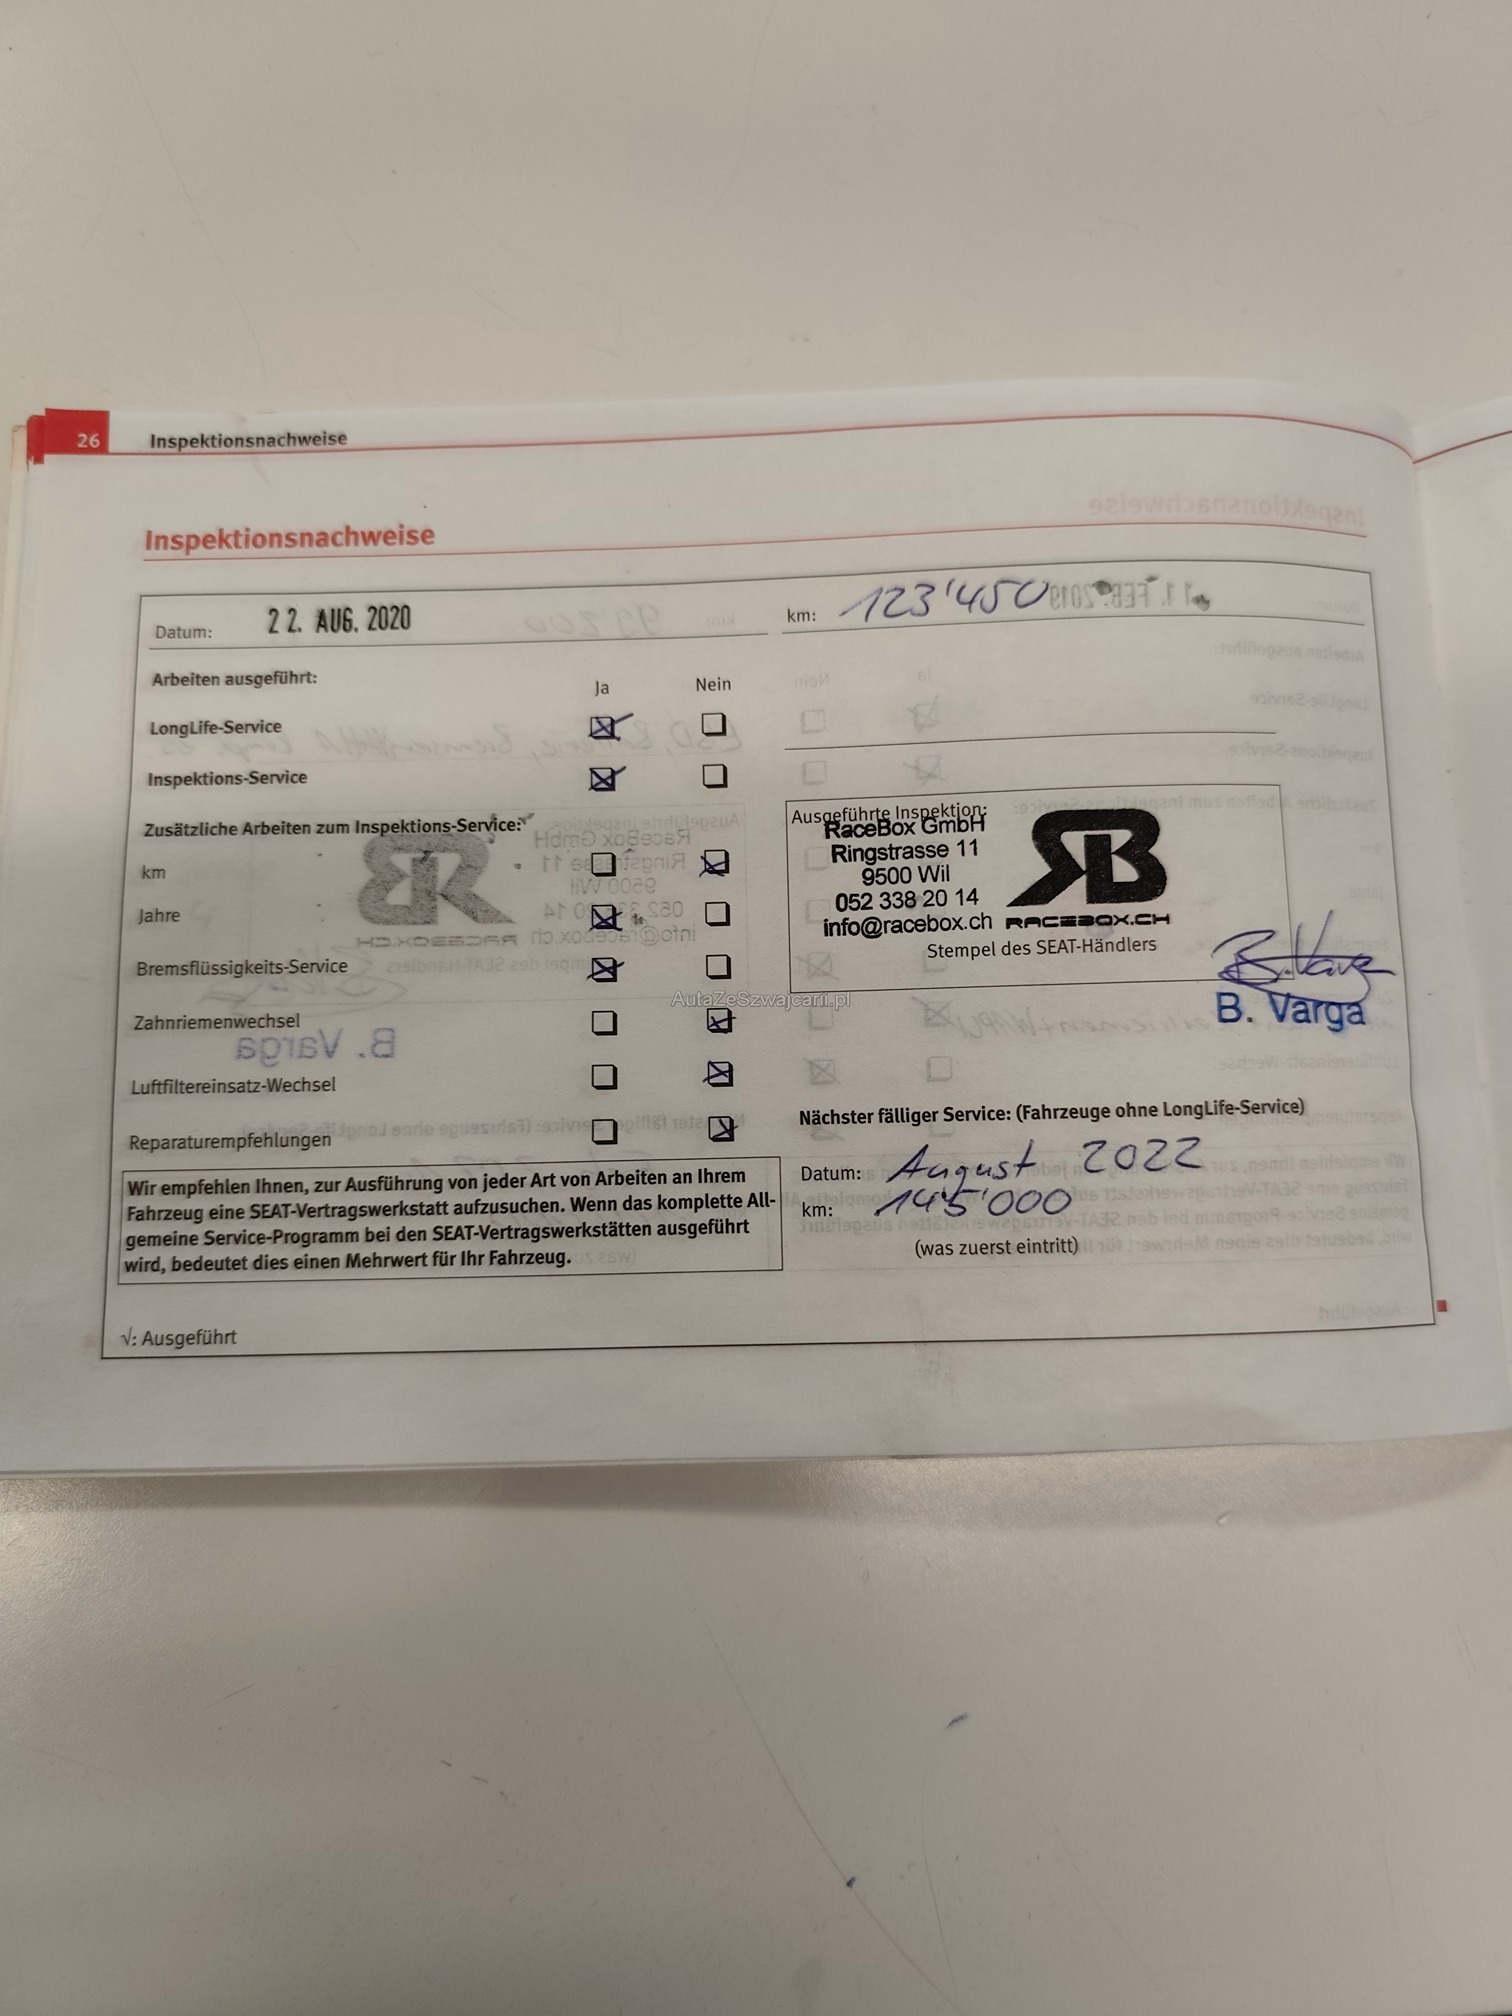 26 Inspektionsnachweise
Inspektionsnachweise
Datum: 22. AUG. 2020 km: 123'450
Arbeiten ausgeführt: Ja Nein
LongLife-Service
Inspektions-Service
Zusätzliche Arbeiten zum Inspektions-Service:
km
Jahre
Bremsflüssigkeits-Service
Zahnriemenwechsel
Luftfiltereinsatz-Wechsel
Reparaturempfehlungen
Wir empfehlen Ihnen, zur Ausführung von jeder Art von Arbeiten an Ihrem
Fahrzeug eine SEAT-Vertragswerkstatt aufzusuchen. Wenn das komplette All-
gemeine Service-Programm bei den SEAT-Vertragswerkstätten ausgeführt
wird, bedeutet dies einen Mehrwert für Ihr Fahrzeug.
√: Ausgeführt
Ausgeführte Inspektion:
RaceBox GmbH
Ringstrasse 11
9500 Wil
052 338 20 14
info@racebox.ch
RB
RACEBOX.CH
Stempel des SEAT-Händlers
B. Varga
B. Varga
AutaZeSzwajcarii.pl
Nächster fälliger Service: (Fahrzeuge ohne LongLife-Service)
Datum: August 2022
km: 145'000
(was zuerst eintritt)